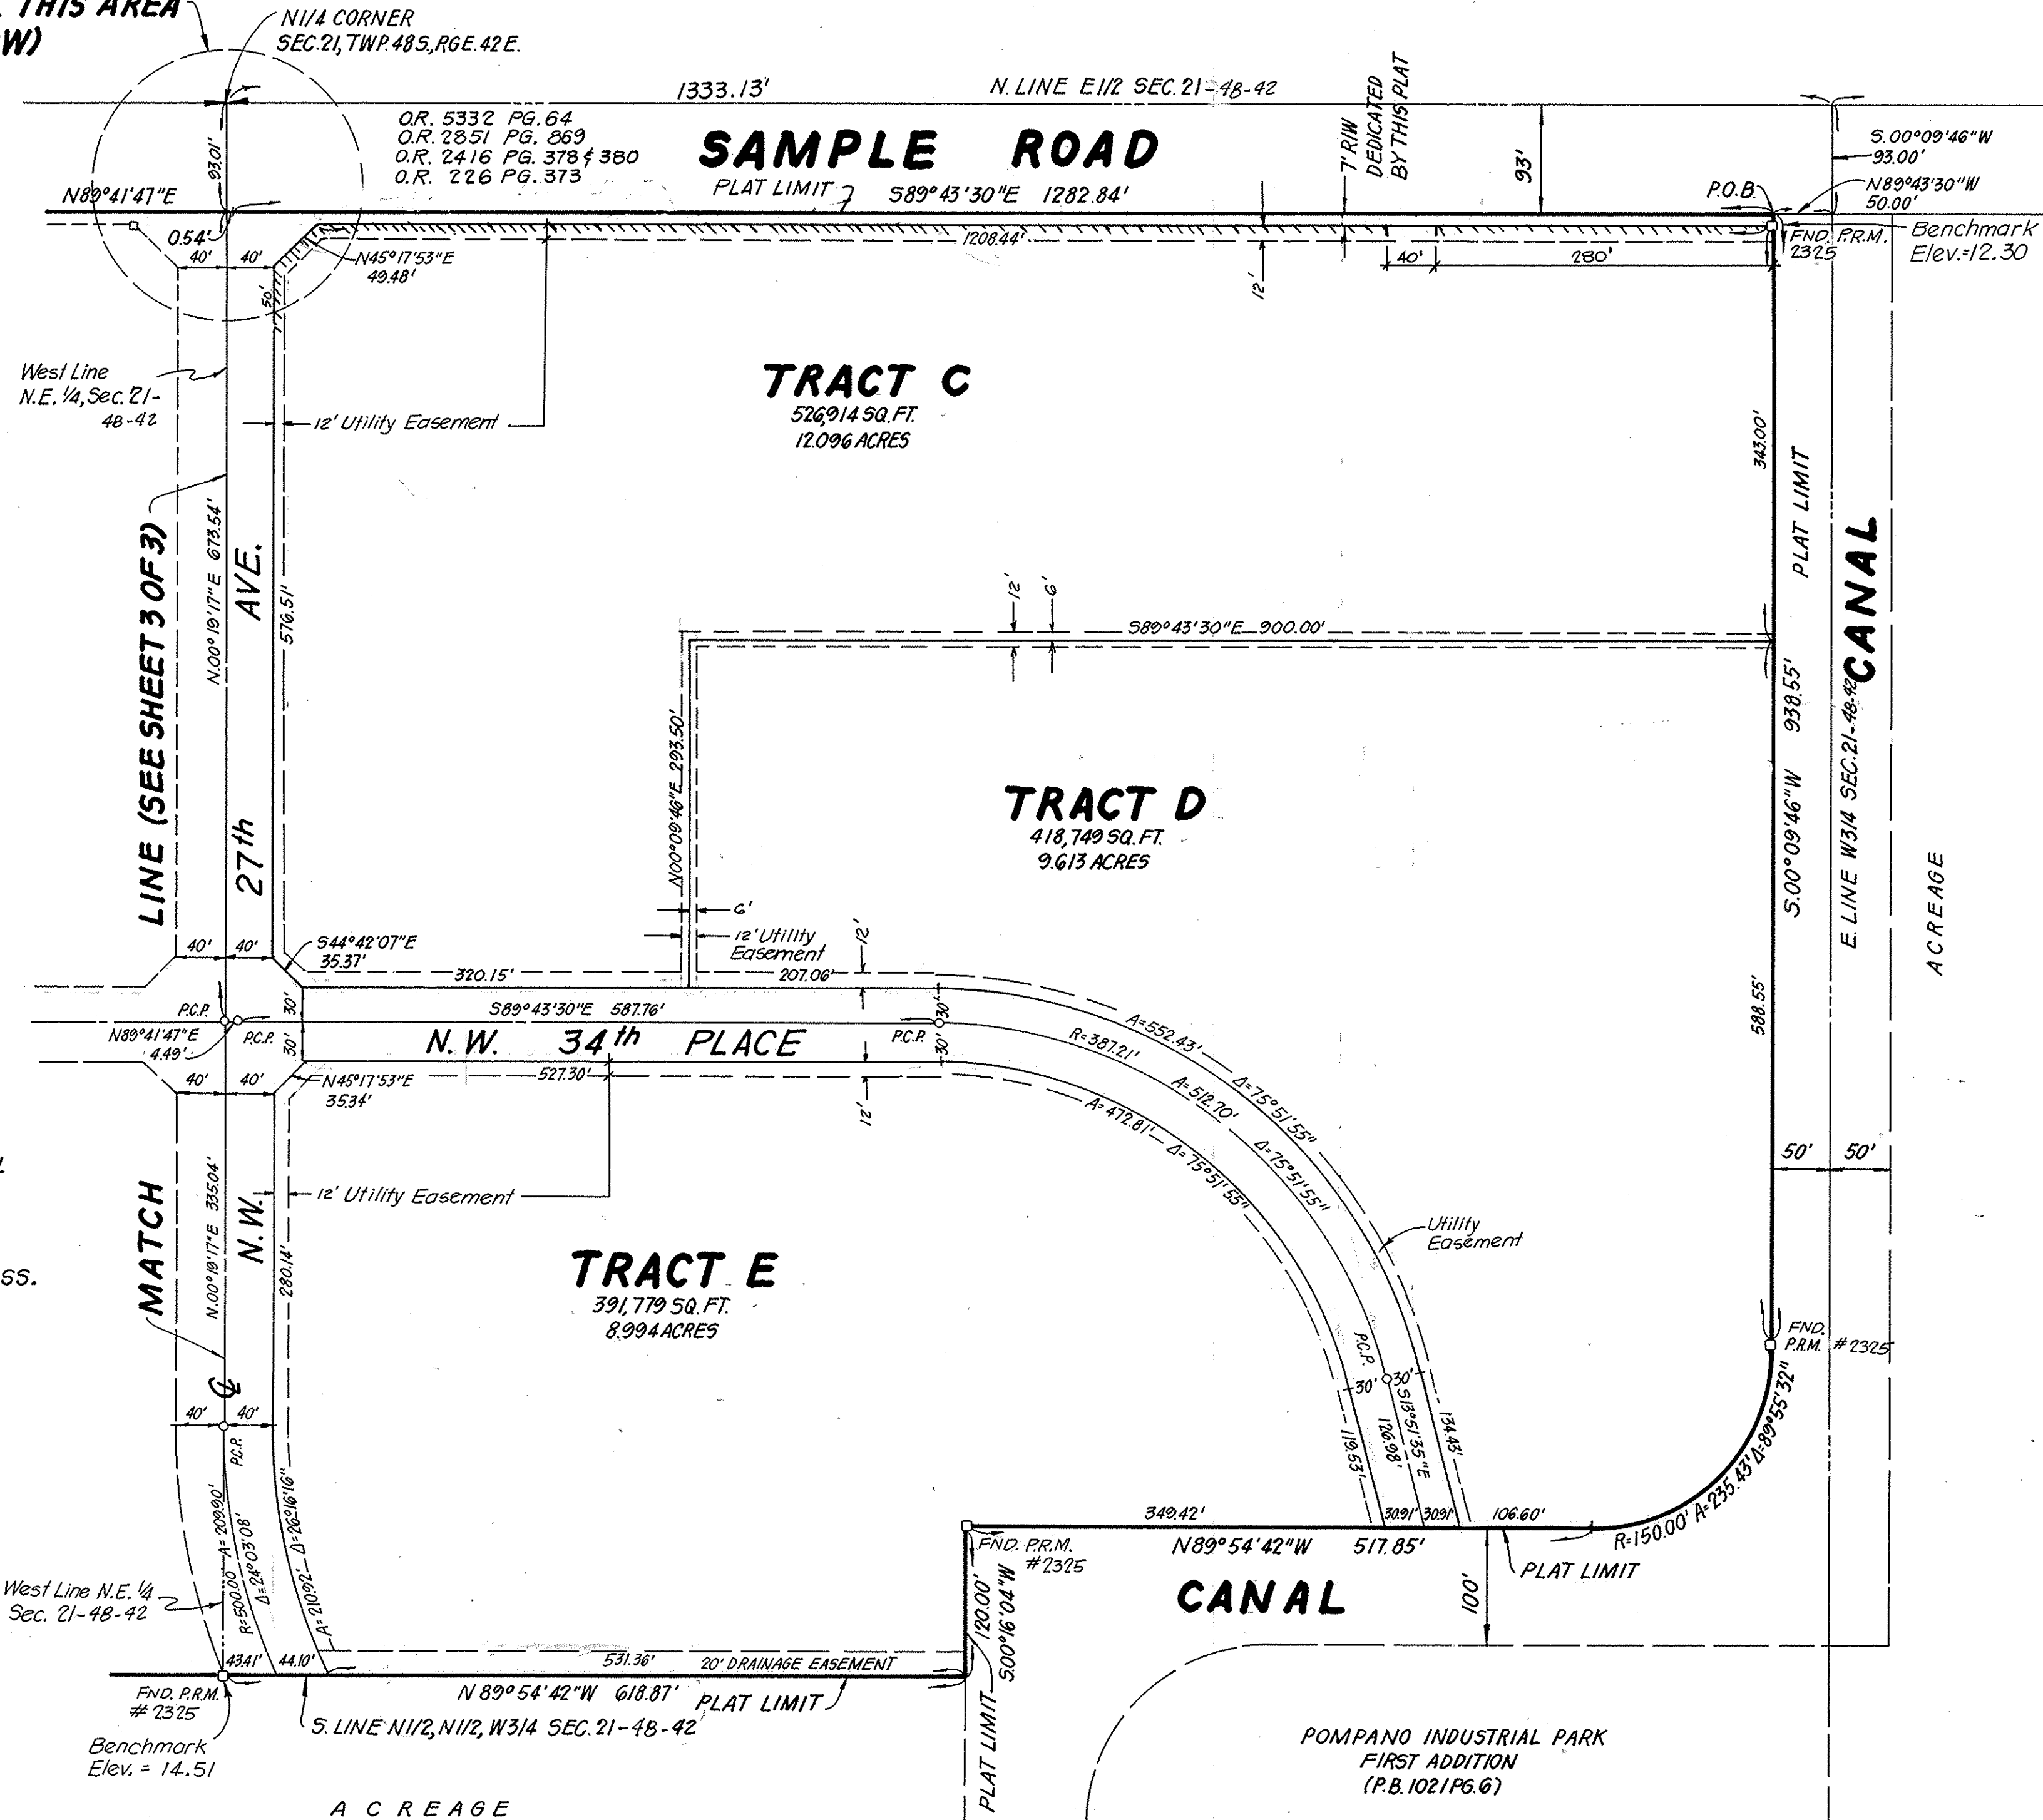 THIS AREA
W)
N1/4 CORNER
SEC.21, TWP.48S., RGE.42E.
1333.13'
N. LINE E1/2 SEC.21-48-42
O.R. 5332 PG.64
O.R. 2851 PG. 869
O.R. 2416 PG. 378 & 380
O.R. 226 PG.373
SAMPLE ROAD
7' R/W
DEDICATED
BY THIS PLAT
93'
S.00°09'46"W
93.00'
N89°43'30"W
50.00'
93.01'
N89°41'47"E
PLAT LIMIT
S89°43'30"E 1282.84'
P.O.B.
0.54'
40'
40'
N45°17'53"E
49.48'
50'
1208.44'
12'
40'
280'
FND. P.R.M.
2325
Benchmark
Elev.=12.30
West Line
N.E. 1/4, Sec. 21-
48-42
12' Utility Easement
TRACT C
526,914 SQ.FT.
12.096 ACRES
343.00'
PLAT LIMIT
CANAL
LINE (SEE SHEET 3 OF 3)
N.00°19'17"E 673.54'
AVE.
576.51'
12'
6'
S89°43'30"E 900.00'
N00°09'46"E 293.50'
S.00°09'46"W 938.55'
E. LINE W3/4 SEC.21-48-42
TRACT D
418,749 SQ.FT.
9.613 ACRES
27th
ACREAGE
6'
12' Utility
Easement
12'
40'
40'
S44°42'07"E
35.37'
320.15'
207.06'
588.55'
P.C.P.
30'
S89°43'30"E 587.76'
30'
N89°41'47"E
4.49'
P.C.P.
30'
N.W. 34th PLACE
P.C.P.
30'
40'
40'
N45°17'53"E
35.34'
527.30'
12'
A=552.43'
Δ=75°51'55"
R=387.21'
A=512.70'
Δ=75°51'55"
A=472.81'
Δ=75°51'55"
50'
50'
MATCH
N.00°19'17"E 335.04'
N.W.
12' Utility Easement
280.14'
Utility
Easement
SS.
TRACT E
391,779 SQ.FT.
8.994 ACRES
FND.
P.R.M. #2325
P.C.P.
30'
30'
S13°51'35"E
126.98'
119.53'
134.43'
40'
40'
P.C.P.
R=150.00' A=235.43' Δ=89°55'32"
A=209.90'
R=500.00'
Δ=24°03'08"
A=210.92'
Δ=26°16'16"
349.42'
30.91'
30.91'
106.60'
FND. P.R.M.
#2325
N89°54'42"W 517.85'
PLAT LIMIT
CANAL
100'
West Line N.E. 1/4
Sec. 21-48-42
120.00'
S.00°16'04"W
43.41'
44.10'
531.36'
20' DRAINAGE EASEMENT
FND. P.R.M.
#2325
N 89°54'42"W 618.87'
PLAT LIMIT
S. LINE N1/2, N1/2, W3/4 SEC. 21-48-42
PLAT LIMIT
Benchmark
Elev. = 14.51
POMPANO INDUSTRIAL PARK
FIRST ADDITION
(P.B. 102 / PG.6)
ACREAGE